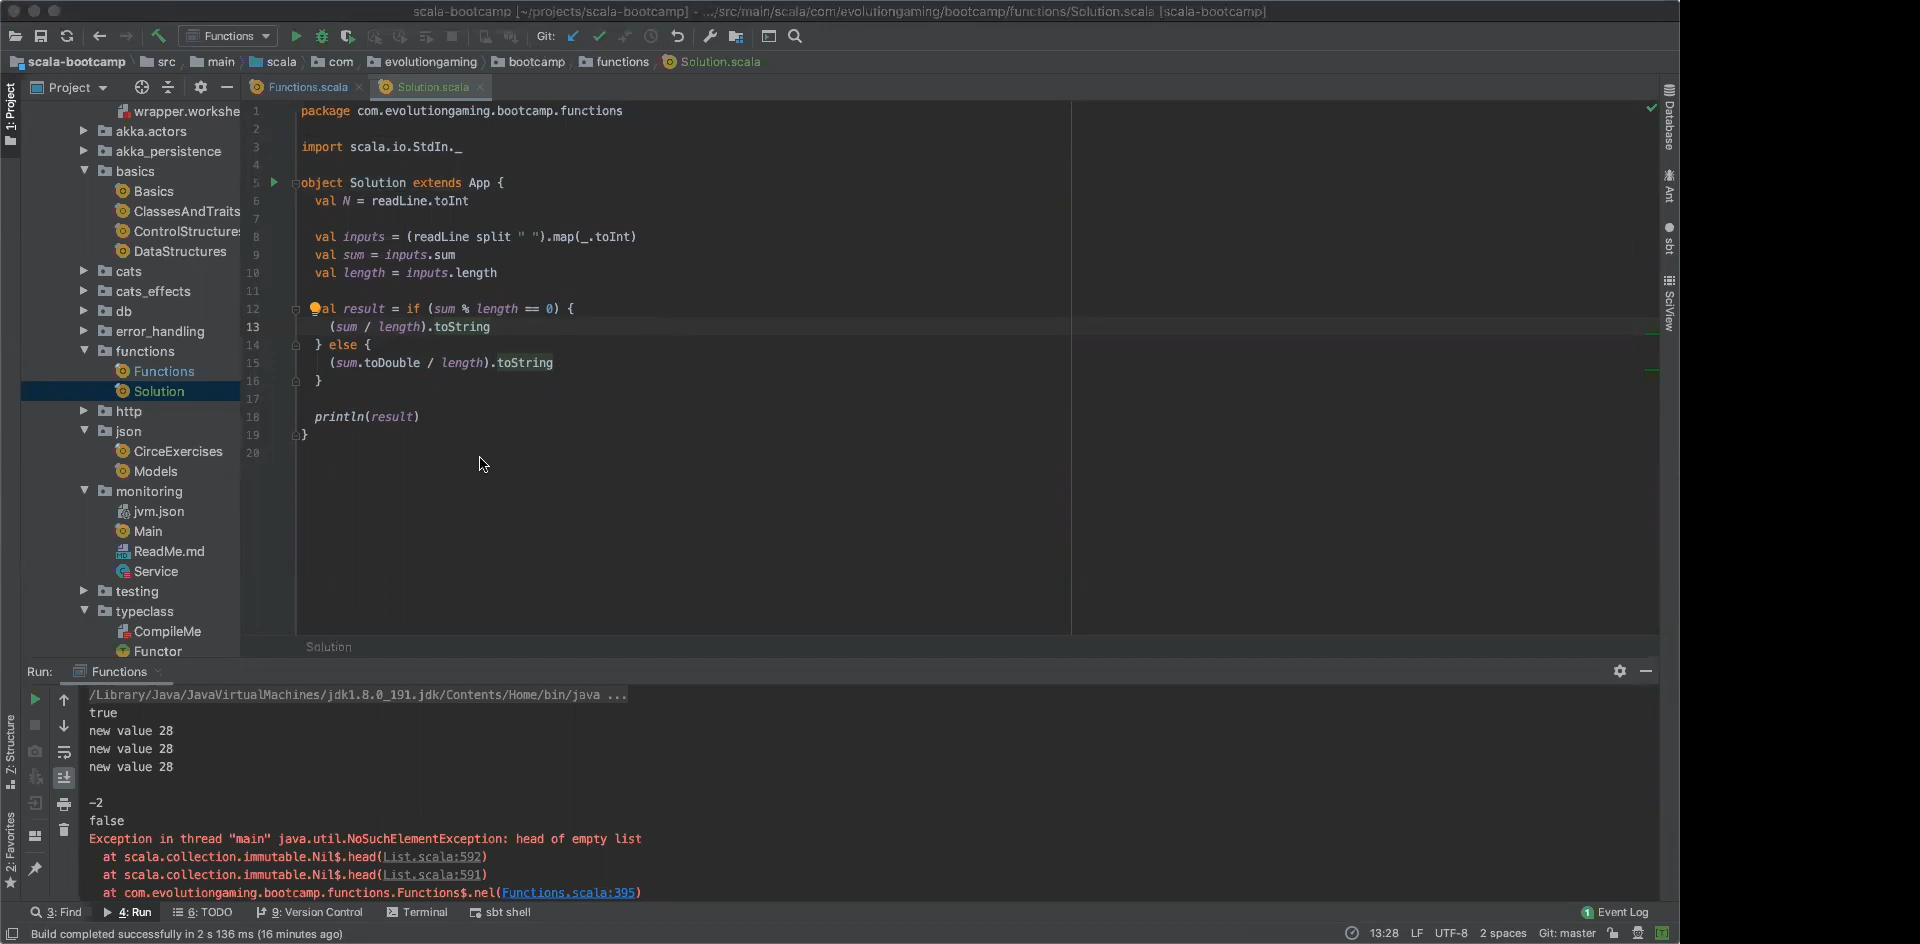 scala-bootcamp [~/projects/scala-bootcamp] - .../src/main/scala/com/evolutiongaming/bootcamp/functions/Solution.scala [scala-bootcamp]
Functions Git:
scala-bootcamp src main scala com evolutiongaming bootcamp functions Solution.scala
1: Project
Project
Functions.scala Solution.scala
wrapper.workshe
akka.actors
akka_persistence
basics
Basics
ClassesAndTraits
ControlStructures
DataStructures
cats
cats_effects
db
error_handling
functions
Functions
Solution
http
json
CirceExercises
Models
monitoring
jvm.json
Main
ReadMe.md
Service
testing
typeclass
CompileMe
Functor
1 package com.evolutiongaming.bootcamp.functions
2
3 import scala.io.StdIn._
4
5 object Solution extends App {
6 val N = readLine.toInt
7
8 val inputs = (readLine split " ").map(_.toInt)
9 val sum = inputs.sum
10 val length = inputs.length
11
12 al result = if (sum % length == 0) {
13 (sum / length).toString
14 } else {
15 (sum.toDouble / length).toString
16 }
17
18 println(result)
19 }
20
Solution
Database
Ant
sbt
SciView
Run: Functions
/Library/Java/JavaVirtualMachines/jdk1.8.0_191.jdk/Contents/Home/bin/java ...
true
new value 28
new value 28
new value 28
-2
false
Exception in thread "main" java.util.NoSuchElementException: head of empty list
at scala.collection.immutable.Nil$.head(List.scala:592)
at scala.collection.immutable.Nil$.head(List.scala:591)
at com.evolutiongaming.bootcamp.functions.Functions$.nel(Functions.scala:395)
Z: Structure
2: Favorites
3: Find 4: Run 6: TODO 9: Version Control Terminal sbt shell 1 Event Log
Build completed successfully in 2 s 136 ms (16 minutes ago) 13:28 LF UTF-8 2 spaces Git: master [T]